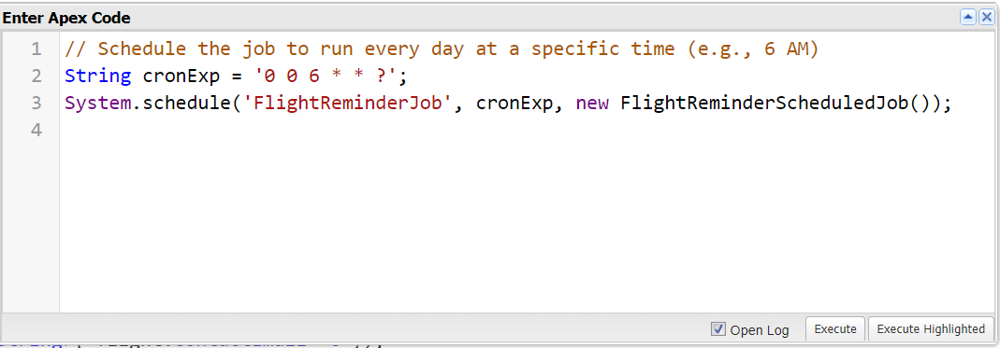 Enter Apex Code
1 // Schedule the job to run every day at a specific time (e.g., 6 AM)
2 String cronExp = '0 0 6 * * ?';
3 System.schedule('FlightReminderJob', cronExp, new FlightReminderScheduledJob());
4
Open Log Execute Execute Highlighted